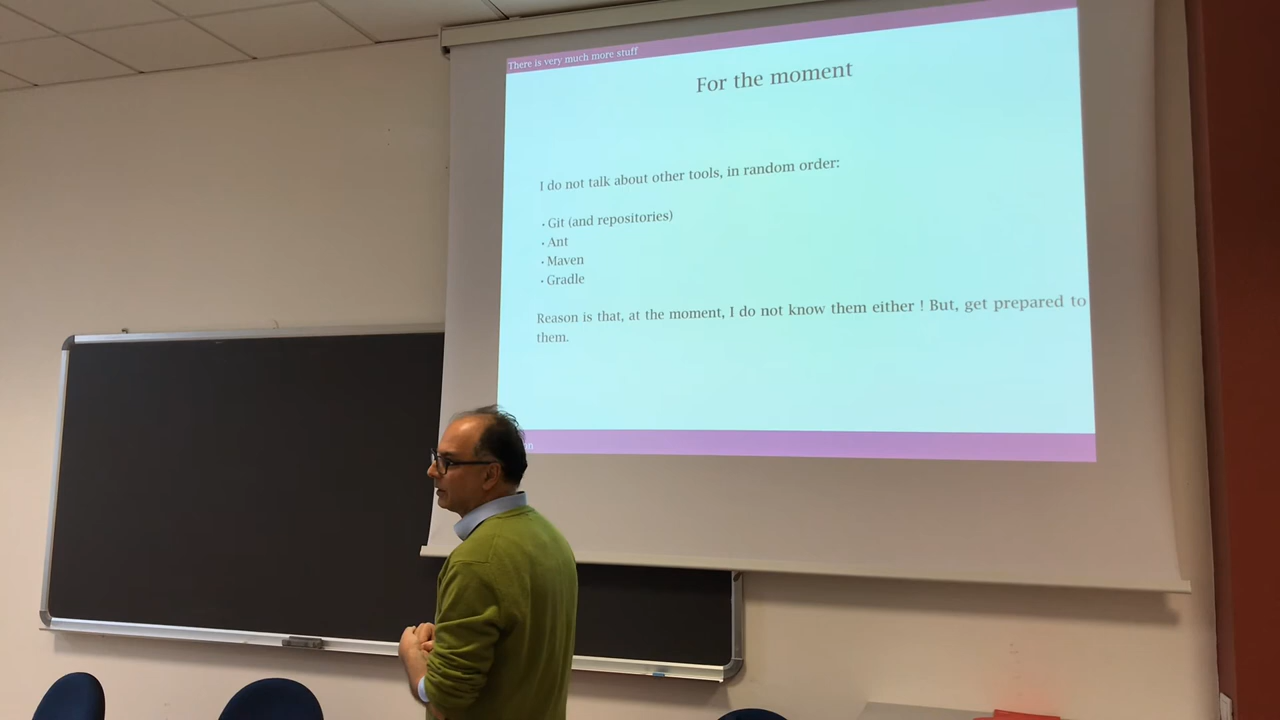 There is very much more stuff
For the moment
I do not talk about other tools, in random order:
· Git (and repositories)
· Ant
· Maven
· Gradle
Reason is that, at the moment, I do not know them either ! But, get prepared to
them.